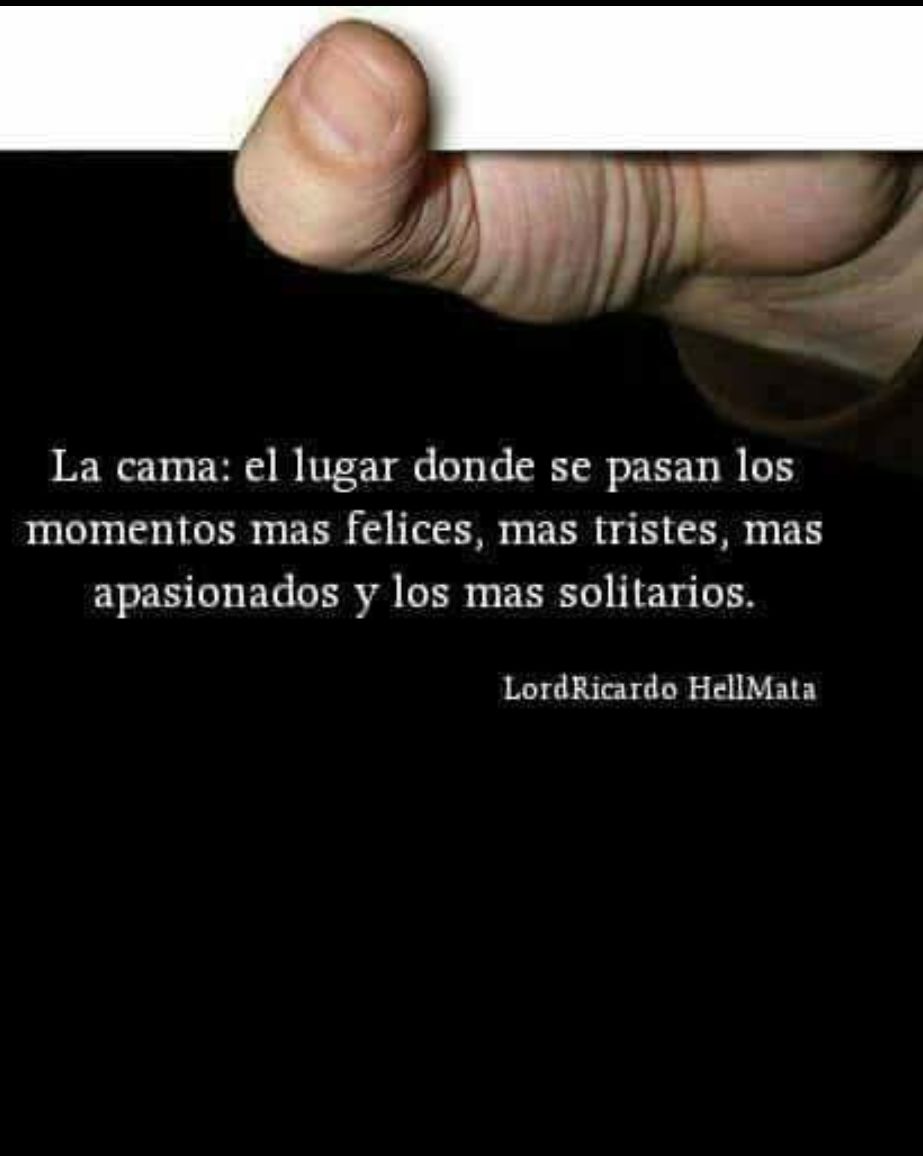 La cama: el lugar donde se pasan los
momentos mas felices, mas tristes, mas
apasionados y los mas solitarios.
LordRicardo HellMata